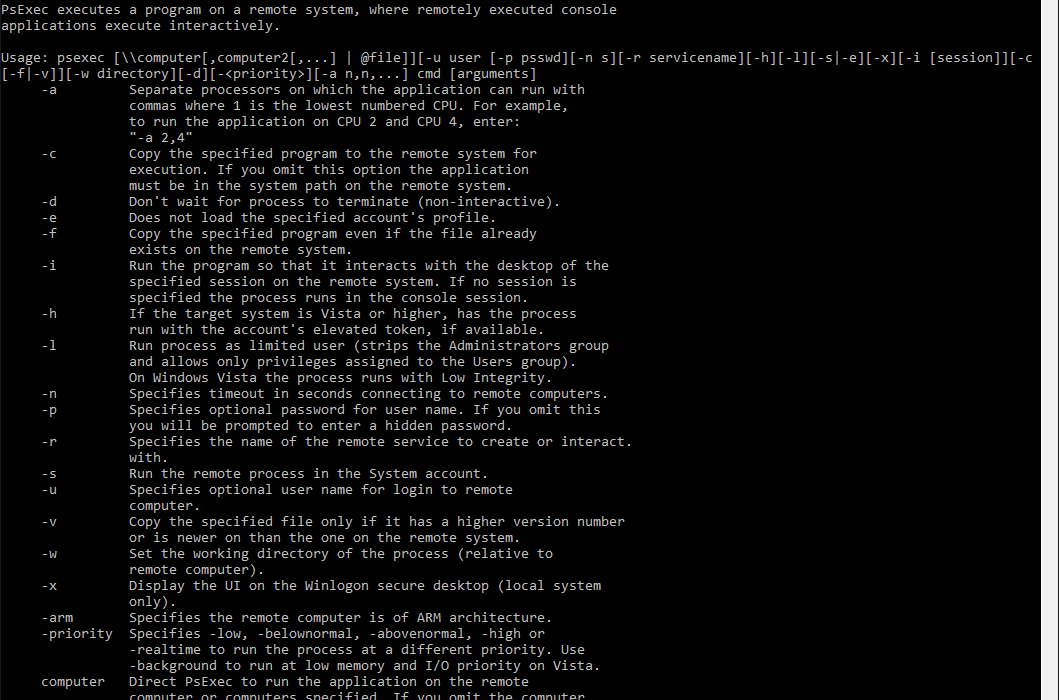 PsExec executes a program on a remote system, where remotely executed console
applications execute interactively.
Usage: psexec [\\computer[,computer2[,...] | @file]][-u user [-p psswd][-n s][-r servicename][-h][-l][-s|-e][-x][-i [session]][-c
[-f|-v]][-w directory][-d][-<priority>][-a n,n,...] cmd [arguments]
-a Separate processors on which the application can run with
commas where 1 is the lowest numbered CPU. For example,
to run the application on CPU 2 and CPU 4, enter:
"-a 2,4"
-c Copy the specified program to the remote system for
execution. If you omit this option the application
must be in the system path on the remote system.
-d Don't wait for process to terminate (non-interactive).
-e Does not load the specified account's profile.
-f Copy the specified program even if the file already
exists on the remote system.
-i Run the program so that it interacts with the desktop of the
specified session on the remote system. If no session is
specified the process runs in the console session.
-h If the target system is Vista or higher, has the process
run with the account's elevated token, if available.
-l Run process as limited user (strips the Administrators group
and allows only privileges assigned to the Users group).
On Windows Vista the process runs with Low Integrity.
-n Specifies timeout in seconds connecting to remote computers.
-p Specifies optional password for user name. If you omit this
you will be prompted to enter a hidden password.
-r Specifies the name of the remote service to create or interact.
with.
-s Run the remote process in the System account.
-u Specifies optional user name for login to remote
computer.
-v Copy the specified file only if it has a higher version number
or is newer on than the one on the remote system.
-w Set the working directory of the process (relative to
remote computer).
-x Display the UI on the Winlogon secure desktop (local system
only).
-arm Specifies the remote computer is of ARM architecture.
-priority Specifies -low, -belownormal, -abovenormal, -high or
-realtime to run the process at a different priority. Use
-background to run at low memory and I/O priority on Vista.
computer Direct PsExec to run the application on the remote
computer or computers specified. If you omit the computer